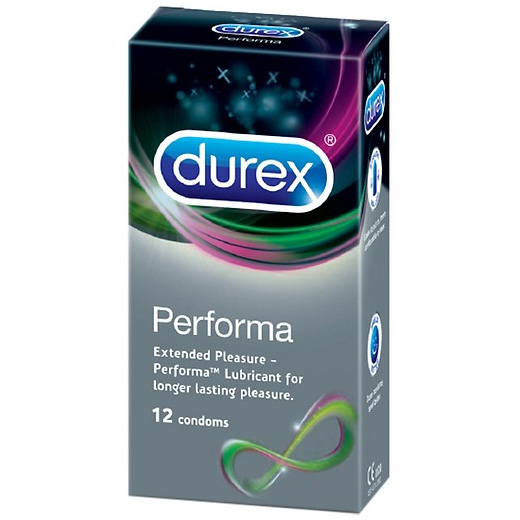 durex
Performa
durex®
Performa
Extended Pleasure –
Performa™ Lubricant for
longer lasting pleasure.
12 condoms